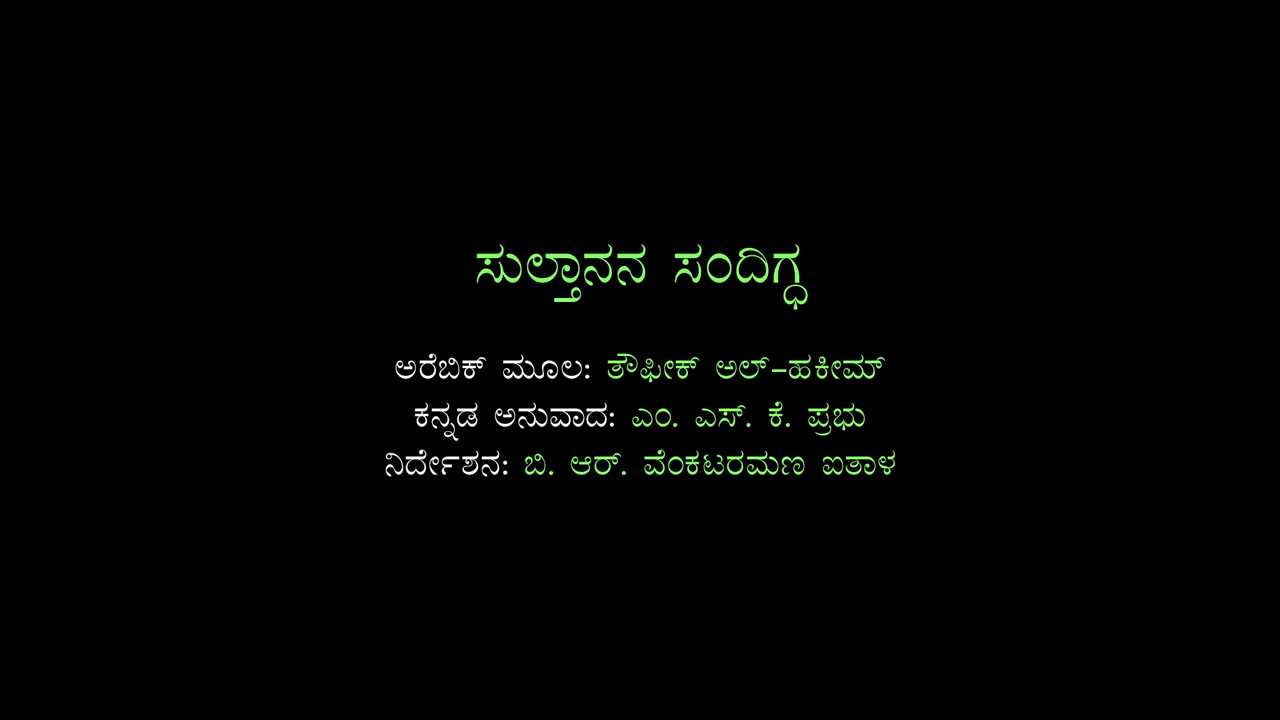 ಸುಲ್ತಾನನ ಸಂದಿಗ್ಧ
ಅರೆಬಿಕ್ ಮೂಲ: ತೌಫೀಕ್ ಅಲ್-ಹಕೀಮ್
ಕನ್ನಡ ಅನುವಾದ: ಎಂ. ಎಸ್. ಕೆ. ಪ್ರಭು
ನಿರ್ದೇಶನ: ಬಿ. ಆರ್. ವೆಂಕಟರಮಣ ಐತಾಳ